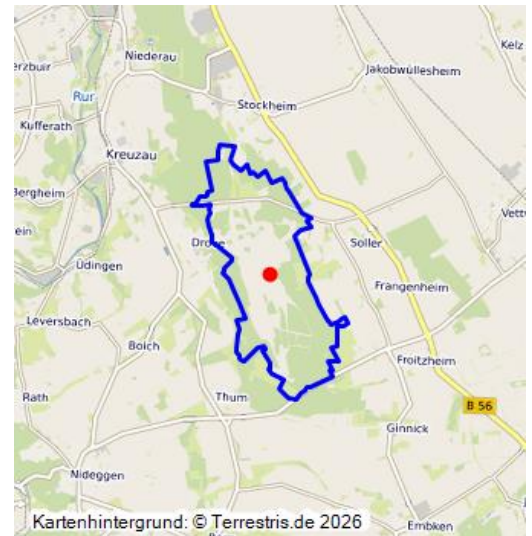 Kelz
Niederau
erzbuir
Jakobwüllesheim
Rur
Stockheim
Kufferath
Kreuzau
Bergheim
Vettw
ein
Drove
Soller
Üdingen
Frangenheim
Leversbach
Boich
Froitzheim
Rath
Thum
B 56
Ginnick
Nideggen
Embken
Kartenhintergrund: © Terrestris.de 2026